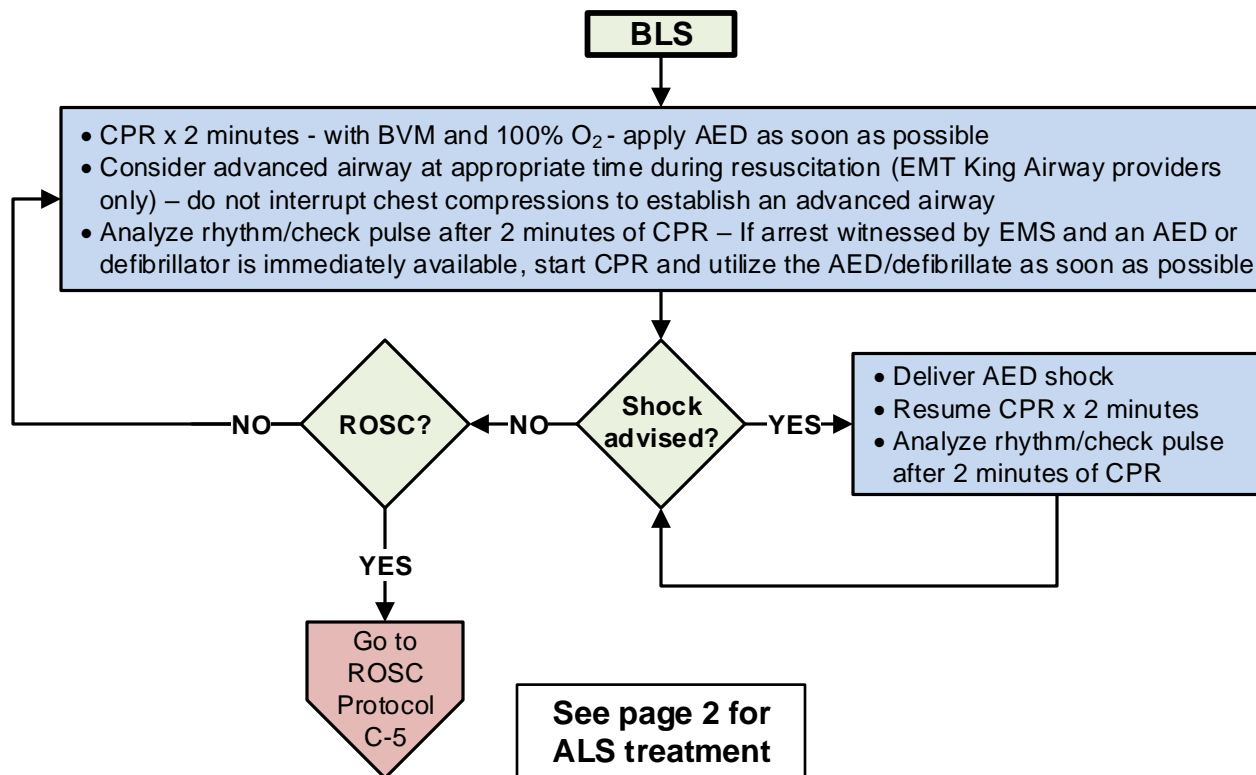 BLS
• CPR x 2 minutes - with BVM and 100% O₂ - apply AED as soon as possible
• Consider advanced airway at appropriate time during resuscitation (EMT King Airway providers
only) – do not interrupt chest compressions to establish an advanced airway
• Analyze rhythm/check pulse after 2 minutes of CPR – If arrest witnessed by EMS and an AED or
defibrillator is immediately available, start CPR and utilize the AED/defibrillate as soon as possible
NO
ROSC?
NO
Shock
advised?
YES
• Deliver AED shock
• Resume CPR x 2 minutes
• Analyze rhythm/check pulse
after 2 minutes of CPR
YES
Go to
ROSC
Protocol
C-5
See page 2 for
ALS treatment